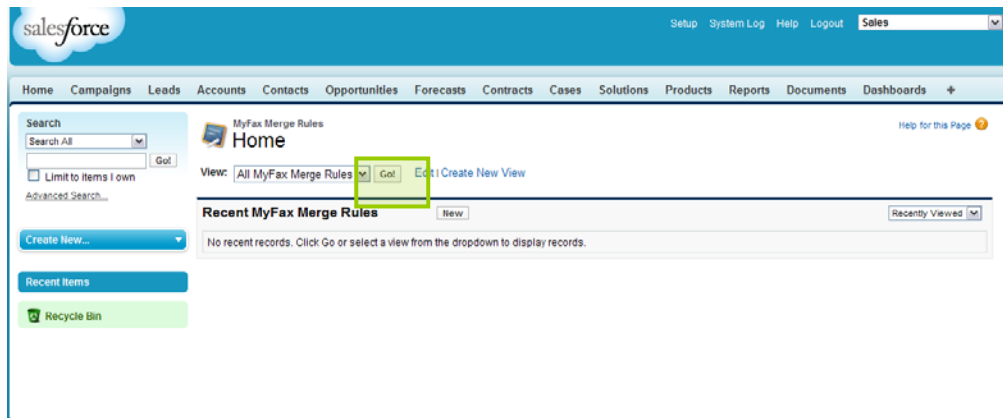 salesforce
Setup System Log Help Logout Sales
Home Campaigns Leads Accounts Contacts Opportunities Forecasts Contracts Cases Solutions Products Reports Documents Dashboards +
Search
Search All
Go!
Limit to items I own
Advanced Search...
Create New...
Recent Items
Recycle Bin
MyFax Merge Rules
Home
Help for this Page ?
View: All MyFax Merge Rules Go! Edit | Create New View
Recent MyFax Merge Rules New Recently Viewed
No recent records. Click Go or select a view from the dropdown to display records.